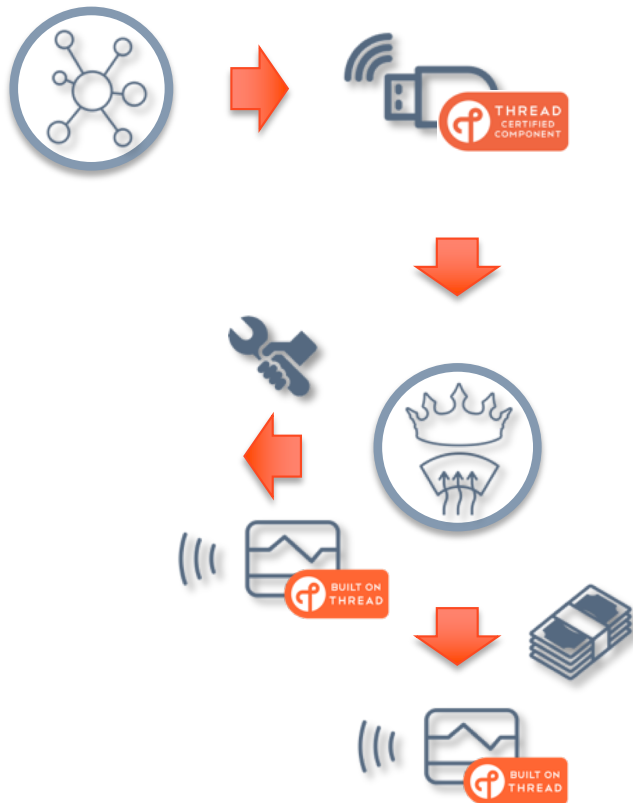 THREAD
CERTIFIED
COMPONENT
BUILT ON
THREAD
BUILT ON
THREAD